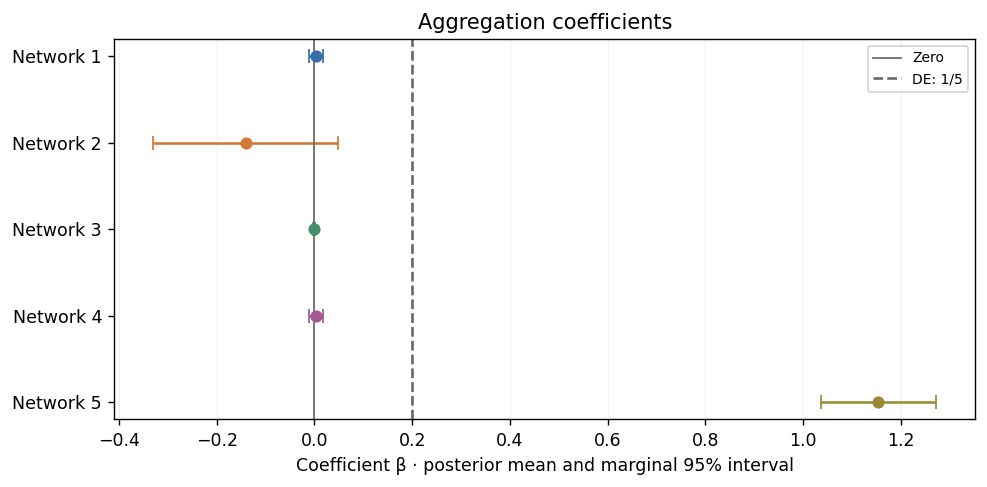 Aggregation coefficients
Network 1
Network 2
Network 3
Network 4
Network 5
Zero
DE: 1/5
−0.4 −0.2 0.0 0.2 0.4 0.6 0.8 1.0 1.2
Coefficient β · posterior mean and marginal 95% interval